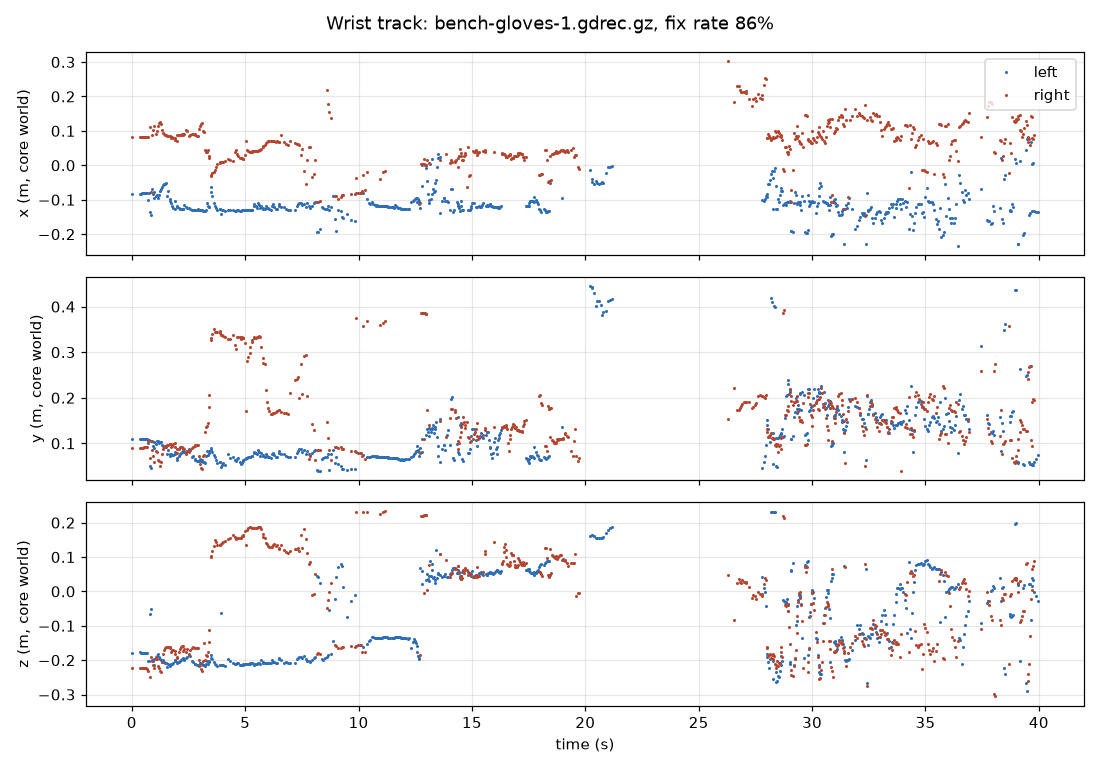 Wrist track: bench-gloves-1.gdrec.gz, fix rate 86%
x (m, core world)
0.3
0.2
0.1
0.0
−0.1
−0.2
left
right
y (m, core world)
0.4
0.3
0.2
0.1
z (m, core world)
0.2
0.1
0.0
−0.1
−0.2
−0.3
0 5 10 15 20 25 30 35 40
time (s)